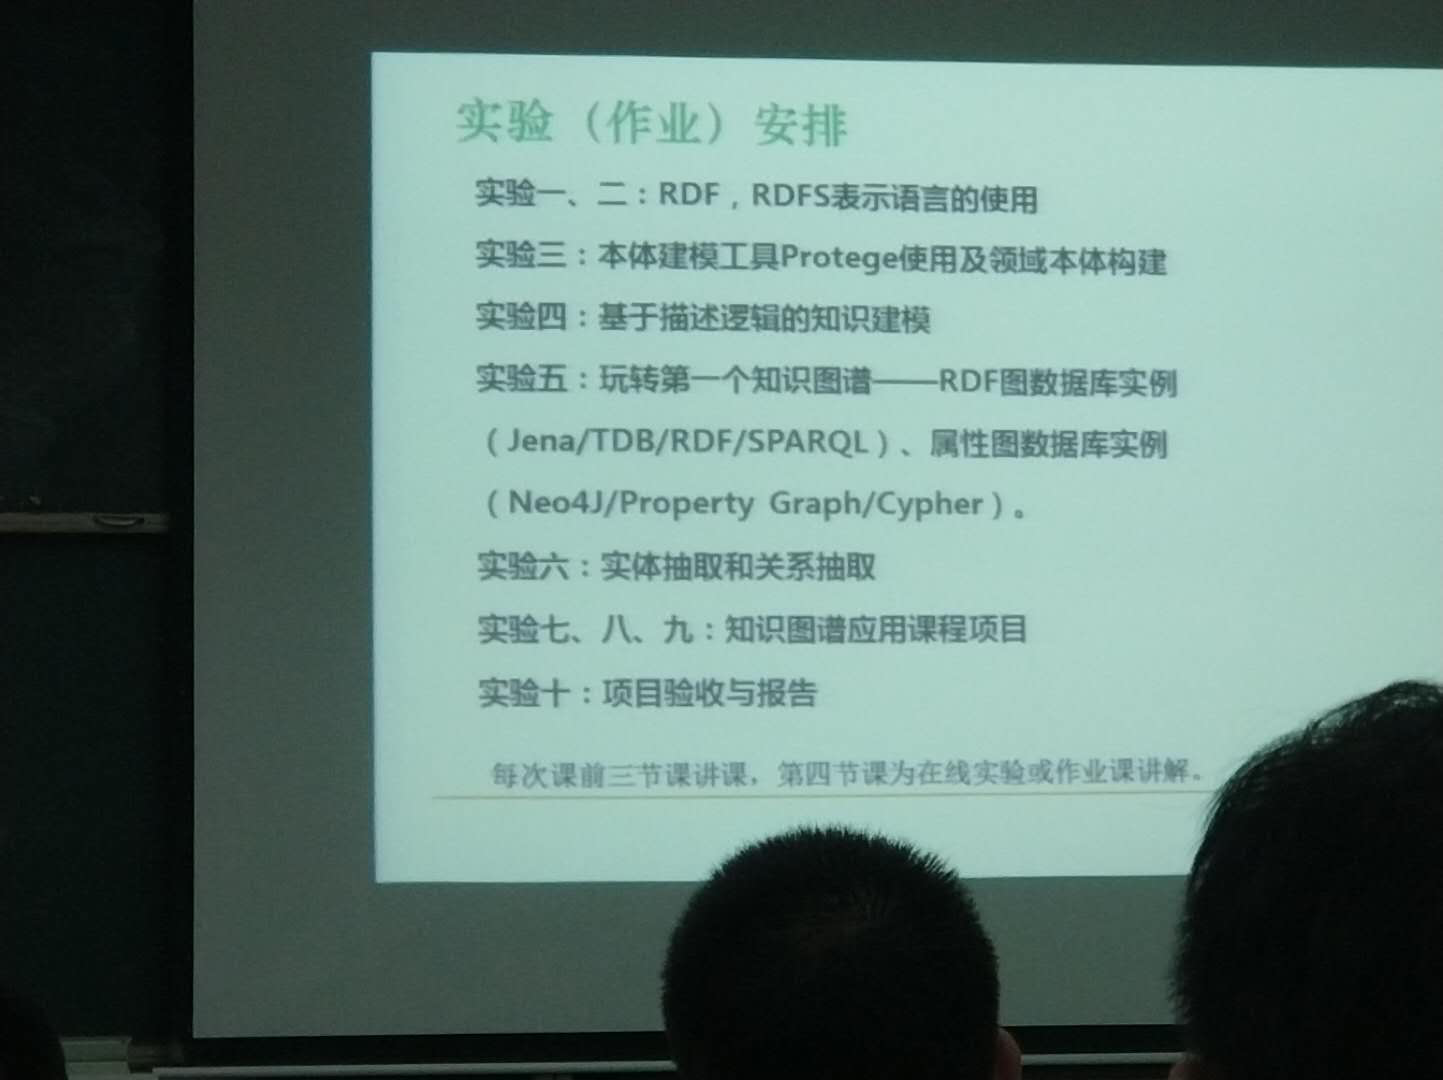 实验（作业）安排
实验一、二：RDF，RDFS表示语言的使用
实验三：本体建模工具Protege使用及领域本体构建
实验四：基于描述逻辑的知识建模
实验五：玩转第一个知识图谱——RDF图数据库实例
（Jena/TDB/RDF/SPARQL）、属性图数据库实例
（Neo4J/Property Graph/Cypher）。
实验六：实体抽取和关系抽取
实验七、八、九：知识图谱应用课程项目
实验十：项目验收与报告
每次课前三节课讲课，第四节课为在线实验或作业课讲解。